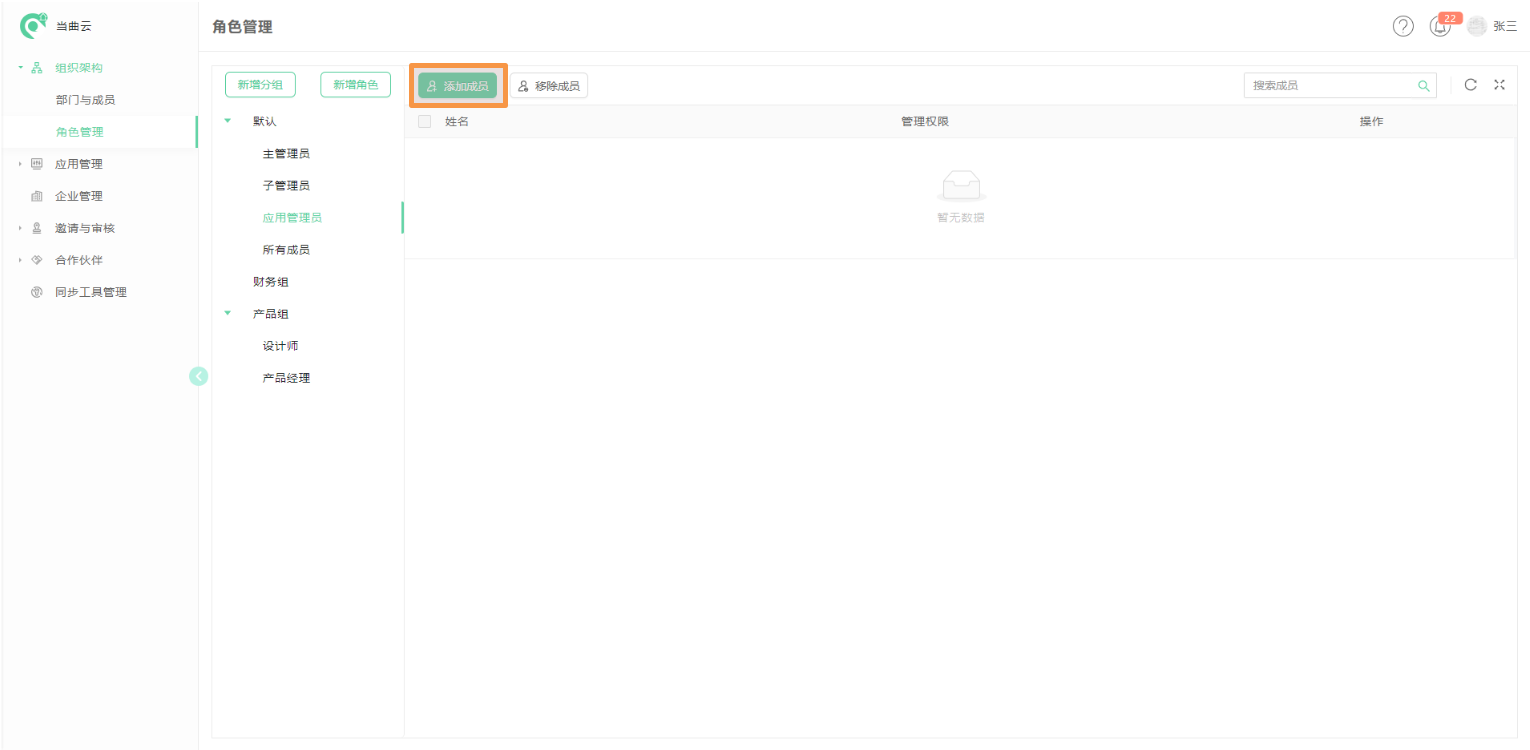 当曲云
组织架构
部门与成员
角色管理
应用管理
企业管理
邀请与审核
合作伙伴
同步工具管理
角色管理
22
张三
新增分组 新增角色
默认
主管理员
子管理员
应用管理员
所有成员
财务组
产品组
设计师
产品经理
添加成员 移除成员 搜索成员
姓名 管理权限 操作
暂无数据